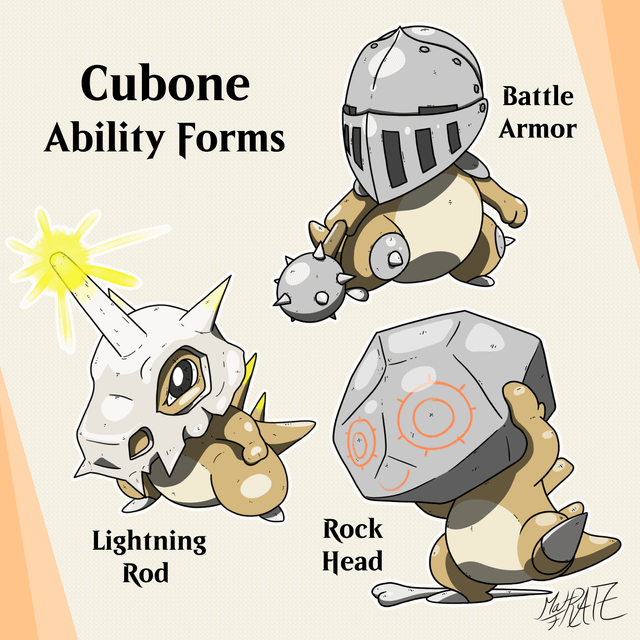 Cubone
Ability Forms
Battle
Armor
Lightning
Rod
Rock
Head